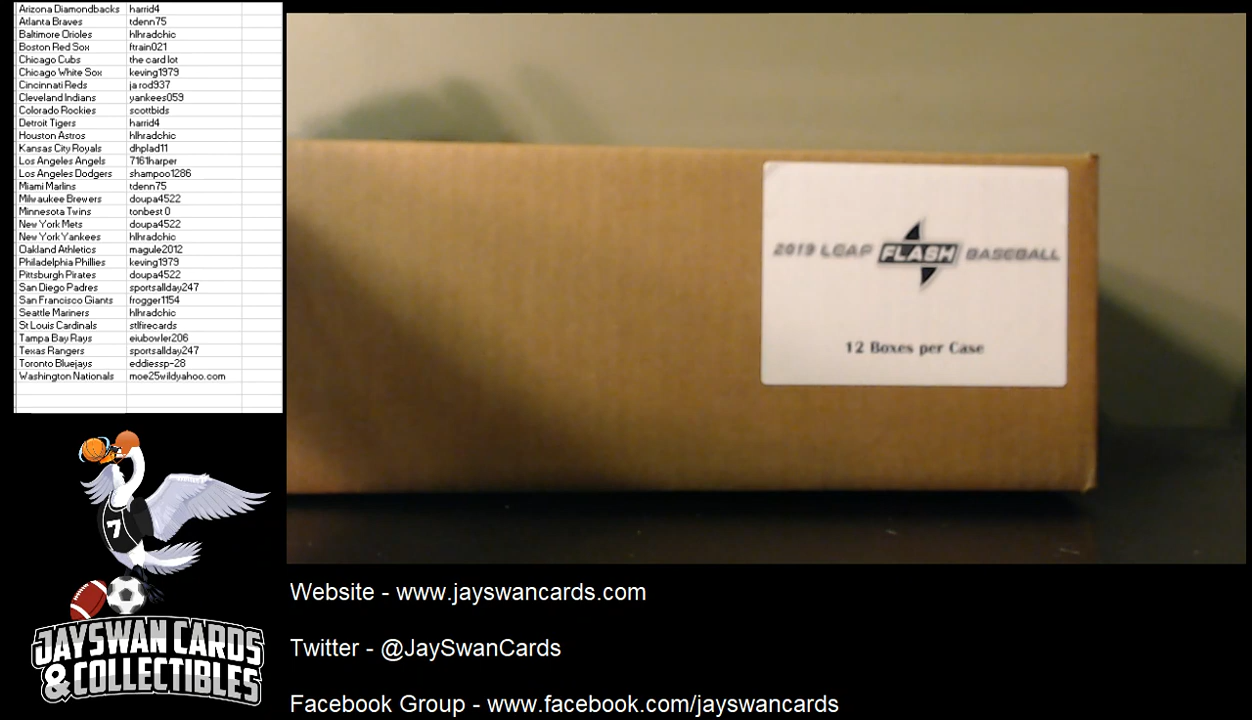 Arizona Diamondbacks harrid4
Atlanta Braves tdenn75
Baltimore Orioles hlhradchic
Boston Red Sox ftrain021
Chicago Cubs the card lot
Chicago White Sox keving1979
Cincinnati Reds ja rod937
Cleveland Indians yankees059
Colorado Rockies scottbids
Detroit Tigers harrid4
Houston Astros hlhradchic
Kansas City Royals dhplad11
Los Angeles Angels 7161harper
Los Angeles Dodgers shampoo1286
Miami Marlins tdenn75
Milwaukee Brewers doupa4522
Minnesota Twins tonbest 0
New York Mets doupa4522
New York Yankees hlhradchic
Oakland Athletics magule2012
Philadelphia Phillies keving1979
Pittsburgh Pirates doupa4522
San Diego Padres sportsallday247
San Francisco Giants frogger1154
Seattle Mariners hlhradchic
St Louis Cardinals stlfirecards
Tampa Bay Rays eiubowler206
Texas Rangers sportsallday247
Toronto Bluejays eddiessp-28
Washington Nationals moe25wildyahoo.com
2019 LEAF FLASH BASEBALL
12 Boxes per Case
7
JAYSWAN CARDS
& COLLECTIBLES
Website - www.jayswancards.com
Twitter - @JaySwanCards
Facebook Group - www.facebook.com/jayswancards